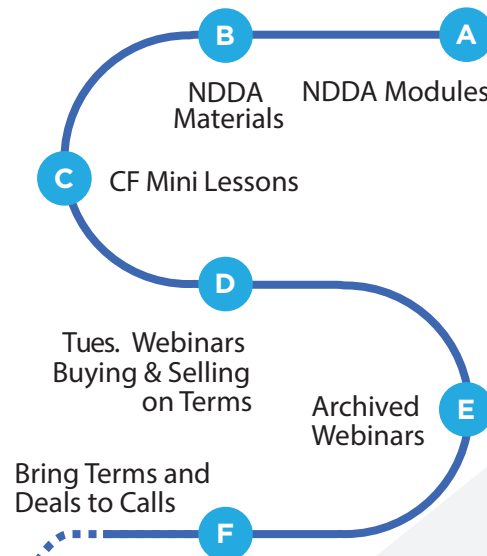 B
A
NDDA
Materials
NDDA Modules
C
CF Mini Lessons
D
Tues. Webinars
Buying & Selling
on Terms
E
Archived
Webinars
Bring Terms and
Deals to Calls
F